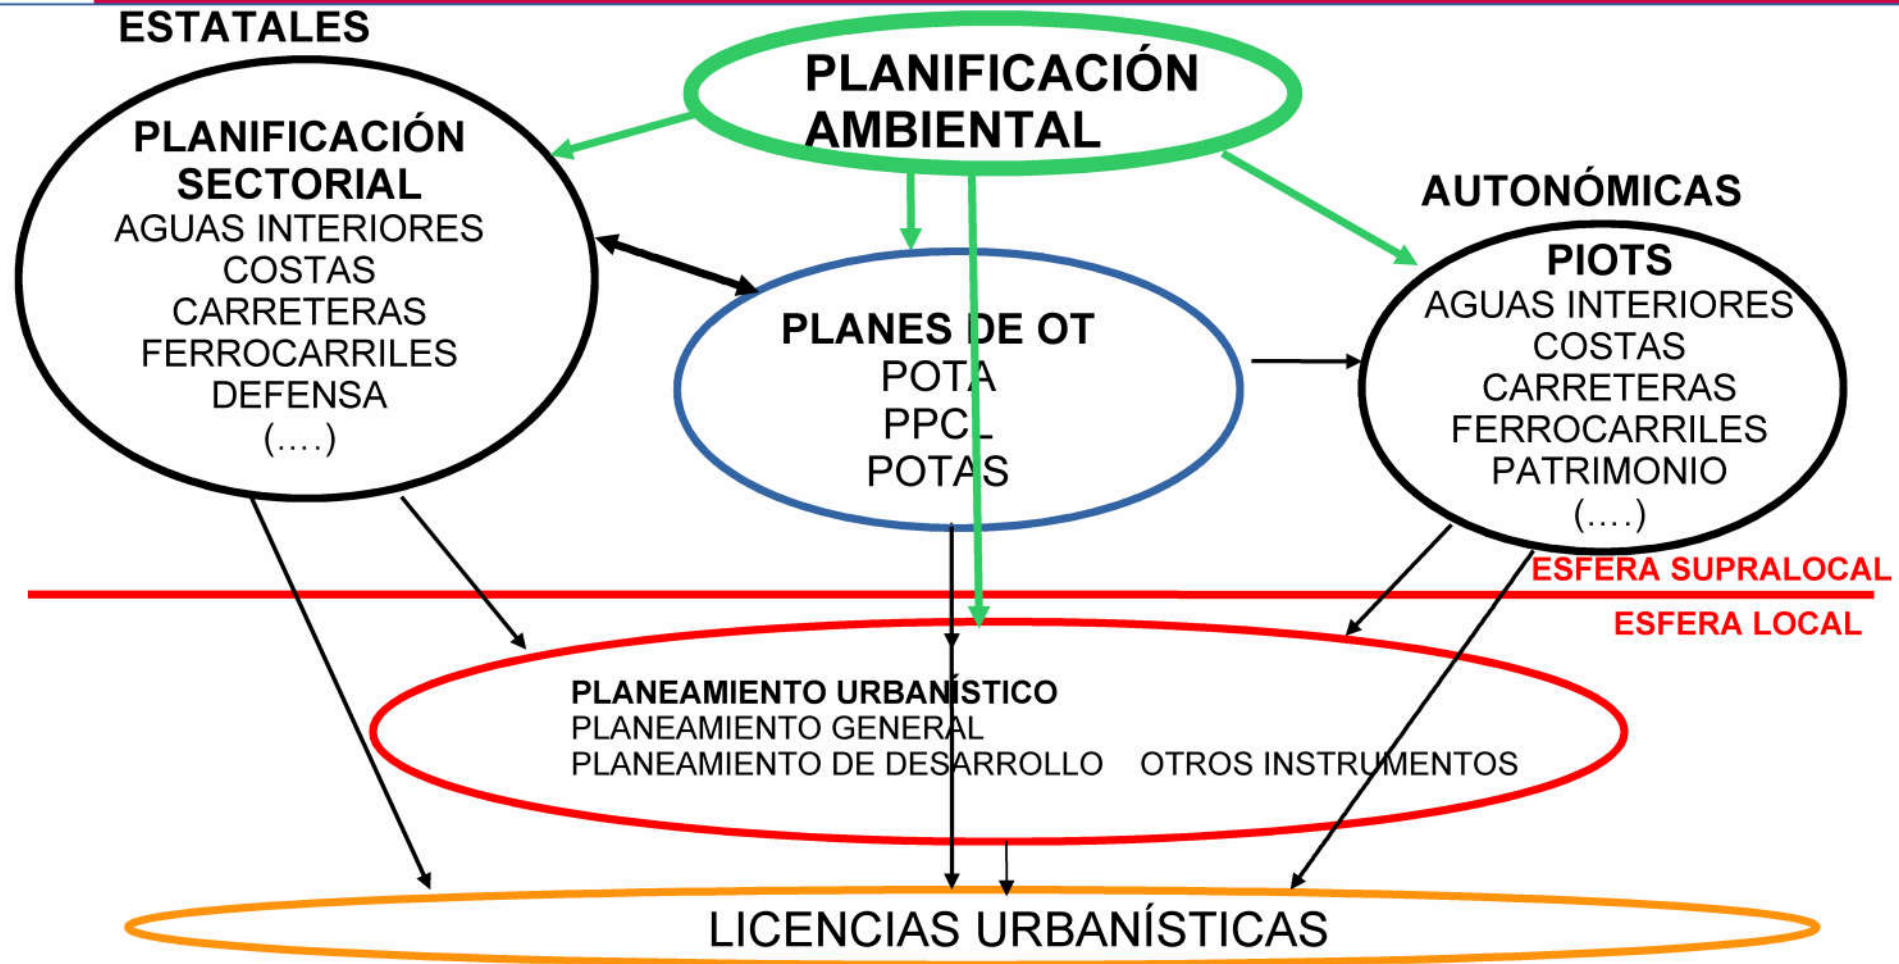 ESTATALES
PLANIFICACIÓN
AMBIENTAL
PLANIFICACIÓN
SECTORIAL
AGUAS INTERIORES
COSTAS
CARRETERAS
FERROCARRILES
DEFENSA
(....)
PLANES DE OT
POTA
PPCL
POTAS
AUTONÓMICAS
PIOTS
AGUAS INTERIORES
COSTAS
CARRETERAS
FERROCARRILES
PATRIMONIO
(....)
ESFERA SUPRALOCAL
ESFERA LOCAL
PLANEAMIENTO URBANÍSTICO
PLANEAMIENTO GENERAL
PLANEAMIENTO DE DESARROLLO OTROS INSTRUMENTOS
LICENCIAS URBANÍSTICAS